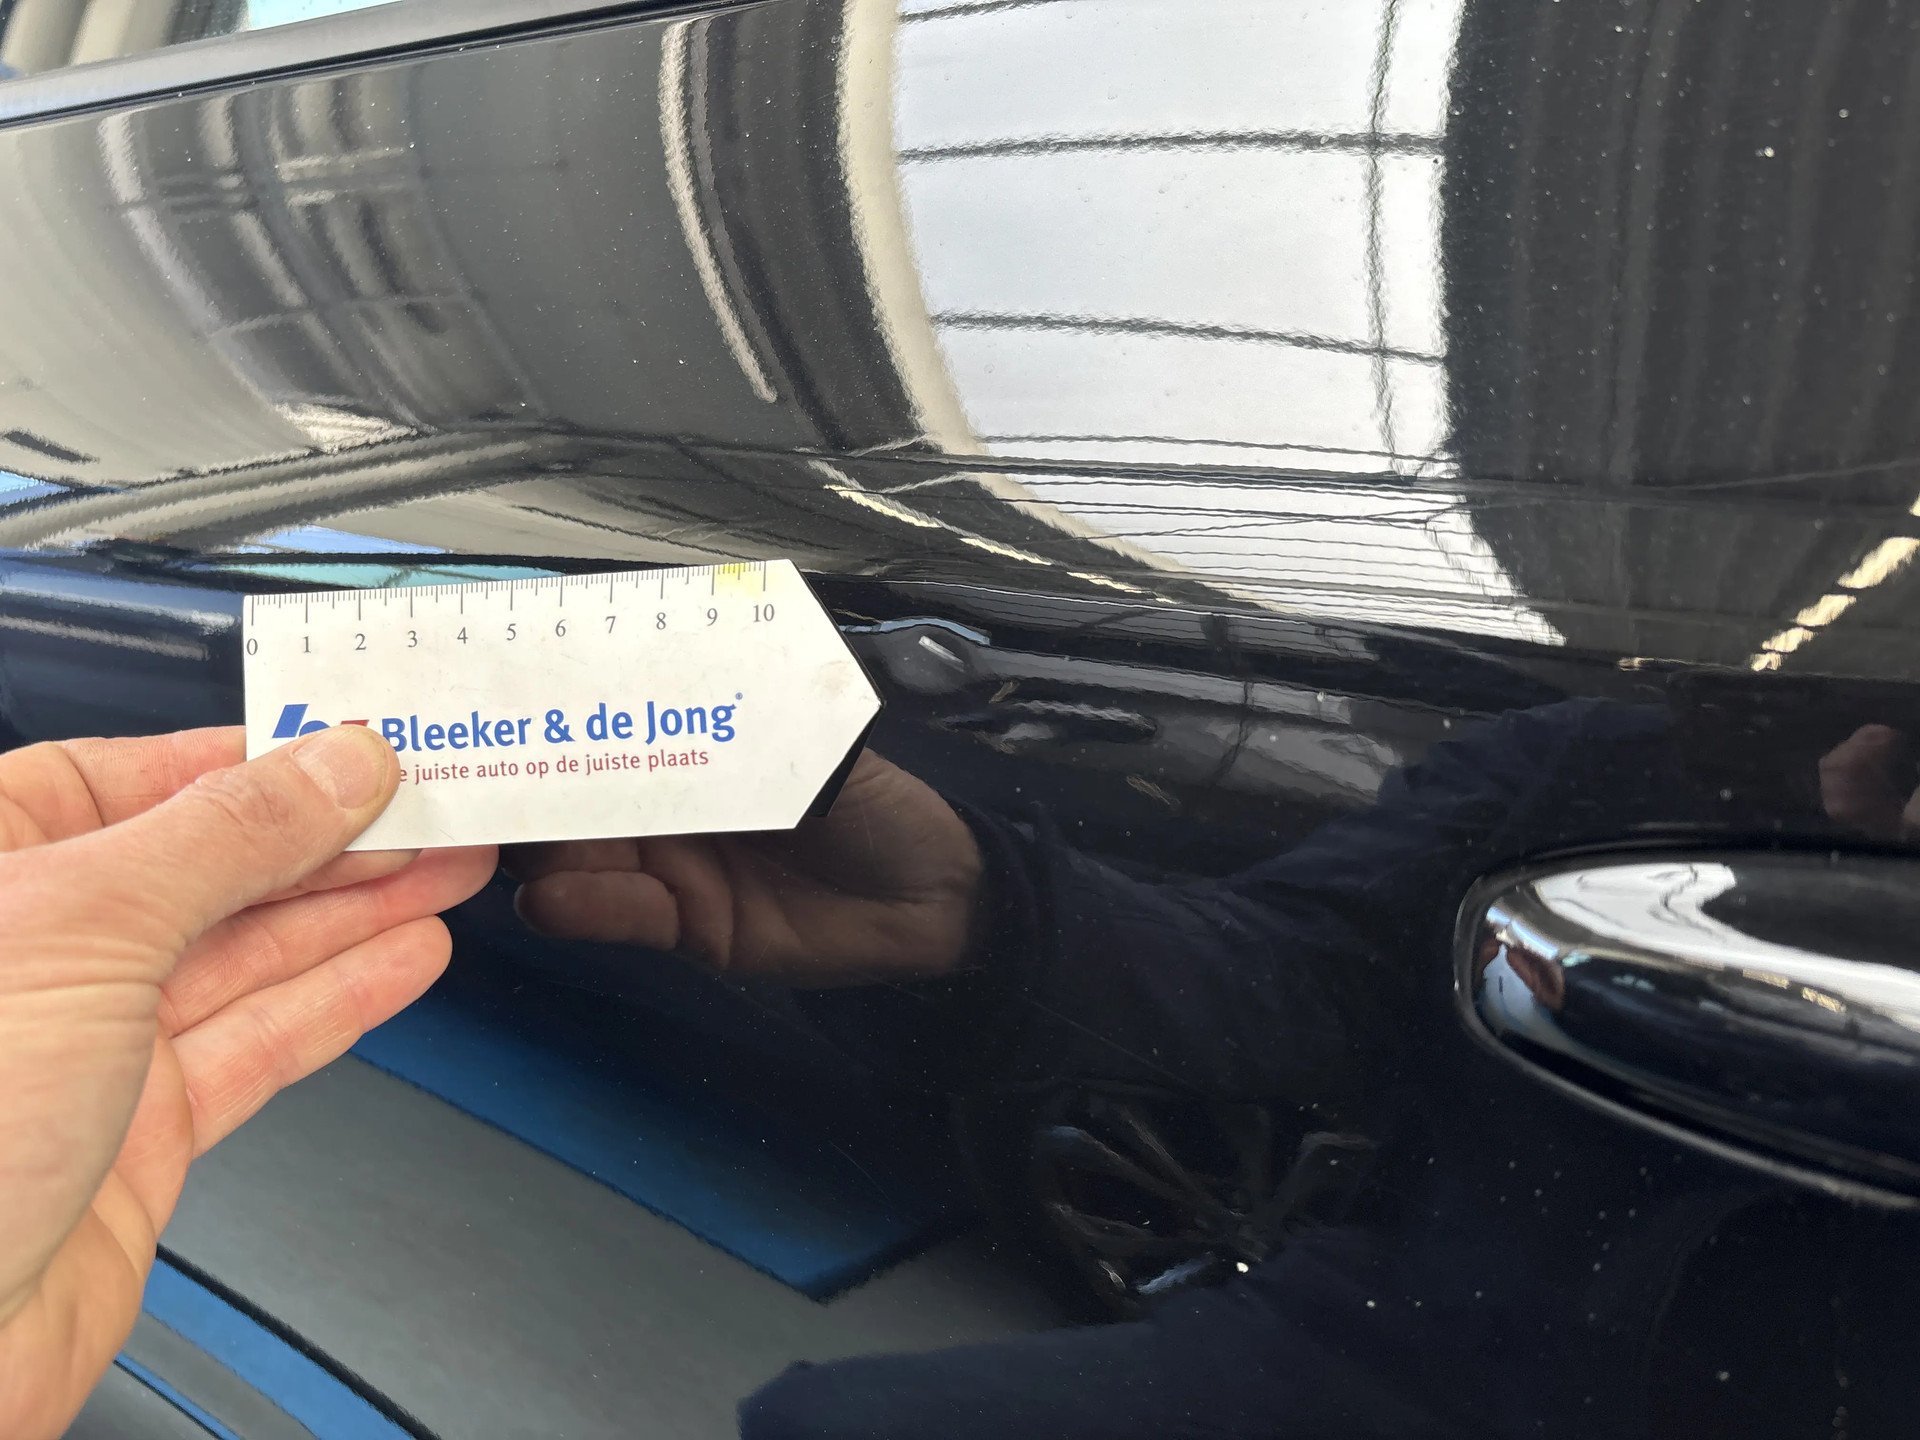 0 1 2 3 4 5 6 7 8 9 10
Bleeker & de Jong®
e juiste auto op de juiste plaats